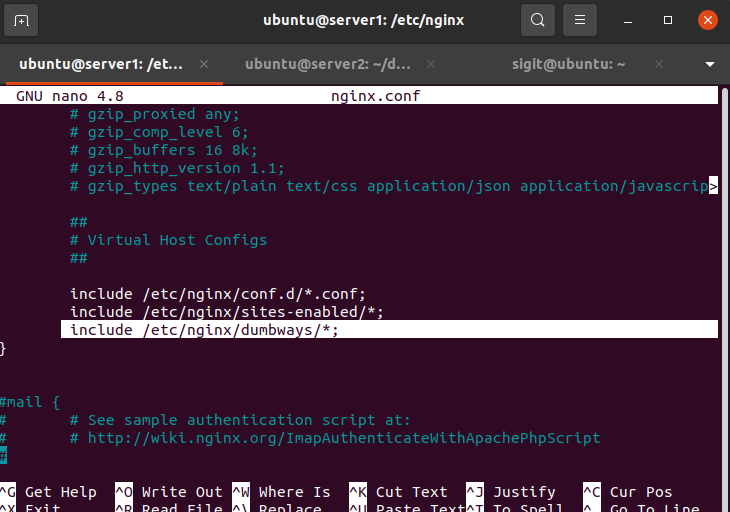 ubuntu@server1: /etc/nginx
ubuntu@server1: /et... × ubuntu@server2: ~/d... × sigit@ubuntu: ~ ×
GNU nano 4.8 nginx.conf
# gzip_proxied any;
# gzip_comp_level 6;
# gzip_buffers 16 8k;
# gzip_http_version 1.1;
# gzip_types text/plain text/css application/json application/javascrip>
##
# Virtual Host Configs
##
include /etc/nginx/conf.d/*.conf;
include /etc/nginx/sites-enabled/*;
include /etc/nginx/dumbways/*;
}
#mail {
# # See sample authentication script at:
# # http://wiki.nginx.org/ImapAuthenticateWithApachePhpScript
#
^G Get Help ^O Write Out ^W Where Is ^K Cut Text ^J Justify ^C Cur Pos
^X Exit ^R Read File ^\ Replace ^U Paste Text ^T To Spell ^_ Go To Line